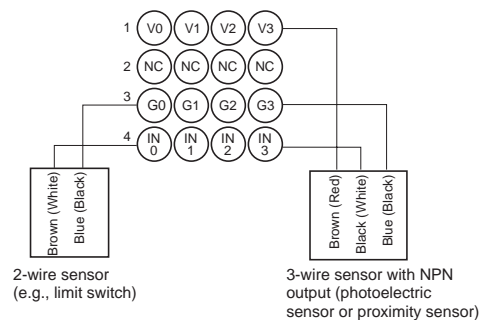 1 V0 V1 V2 V3
2 NC NC NC NC
3 G0 G1 G2 G3
4 IN 0 IN 1 IN 2 IN 3
Brown (White)
Blue (Black)
Brown (Red)
Black (White)
Blue (Black)
2-wire sensor
(e.g., limit switch)
3-wire sensor with NPN
output (photoelectric
sensor or proximity sensor)